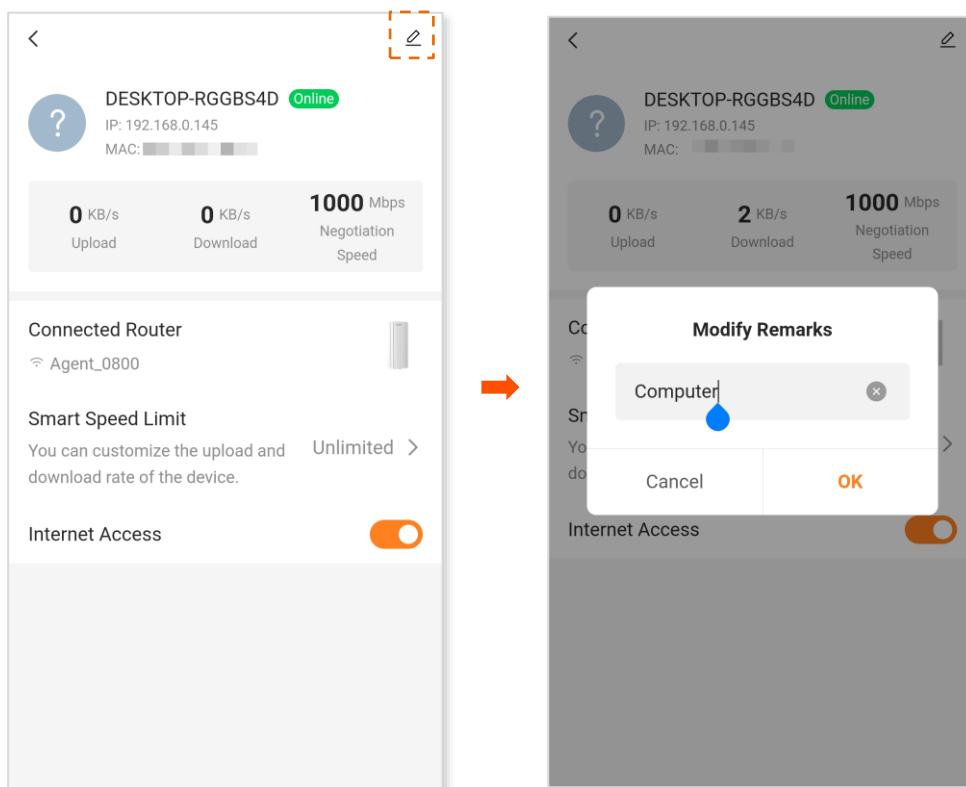 DESKTOP-RGGBS4D Online
IP: 192.168.0.145
MAC:
0 KB/s
Upload
0 KB/s
Download
1000 Mbps
Negotiation
Speed
Connected Router
Agent_0800
Smart Speed Limit
You can customize the upload and
download rate of the device.
Unlimited
Internet Access
DESKTOP-RGGBS4D Online
IP: 192.168.0.145
MAC:
0 KB/s
Upload
2 KB/s
Download
1000 Mbps
Negotiation
Speed
Modify Remarks
Computer
Cancel
OK
Internet Access